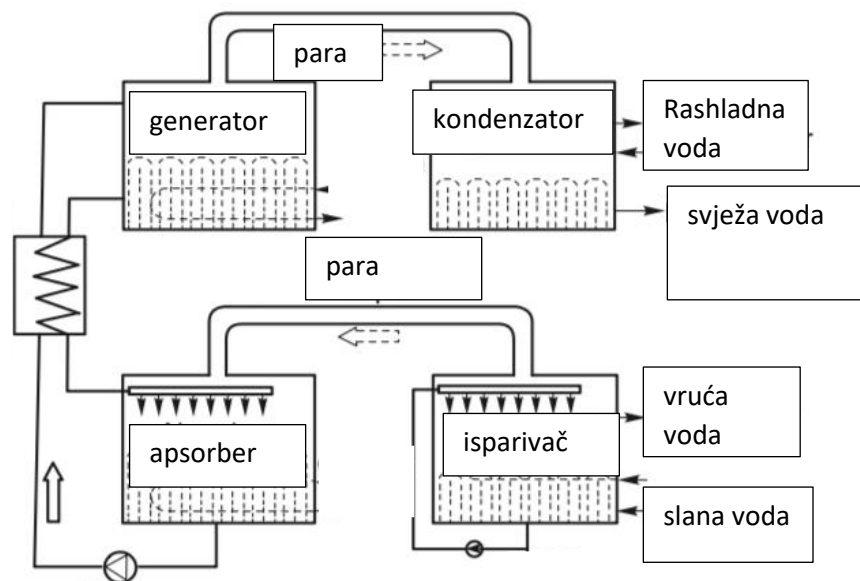 para
generator
kondenzator
Rashladna
voda
svježa voda
para
vruća
voda
apsorber
isparivač
slana voda